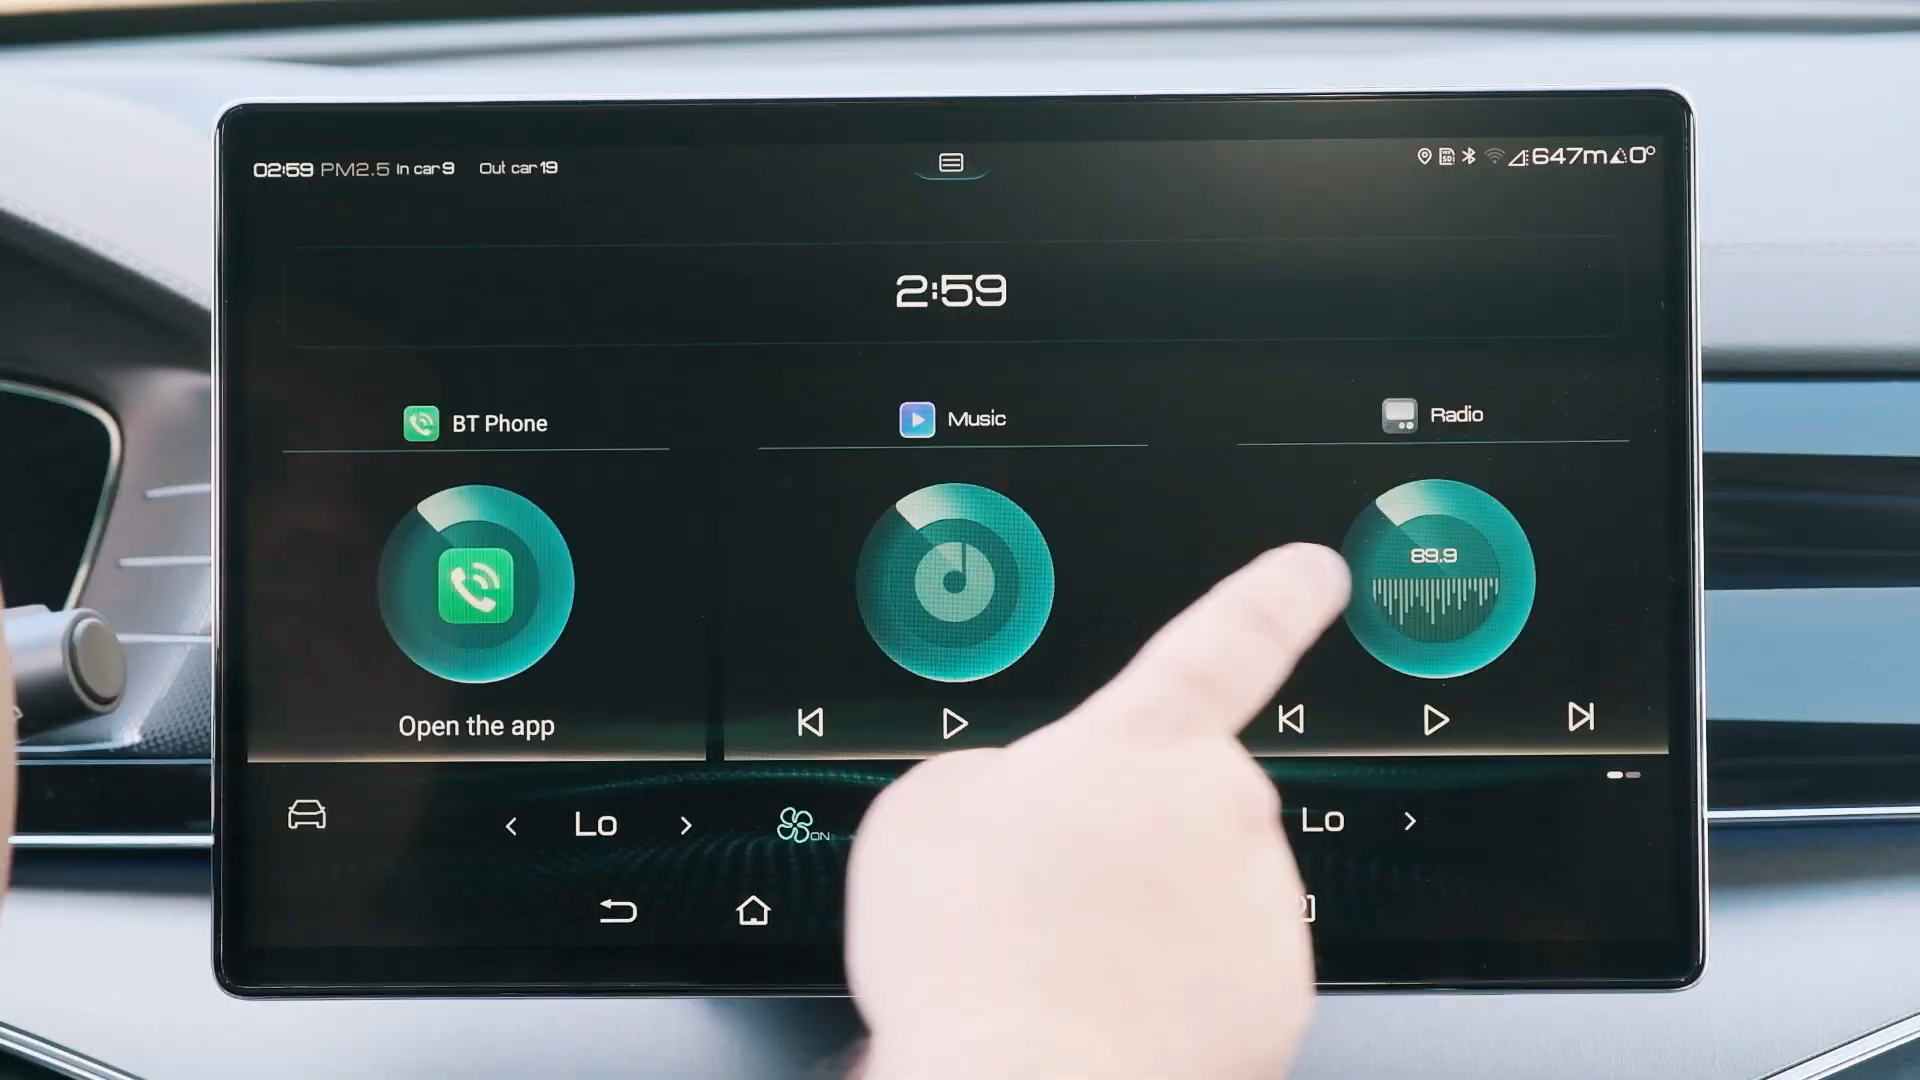 02:59 PM2.5 In car 9 Out car 19
647m 0°
2:59
BT Phone
Music
Radio
89.9
Open the app
Lo
ON
Lo